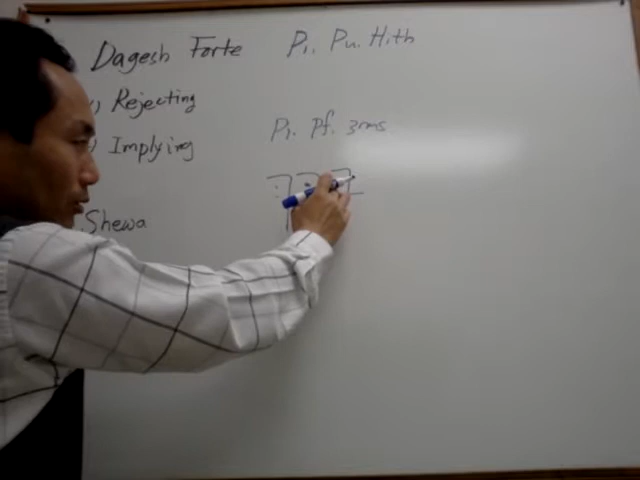 Dagesh Forte Pi. Pu. Hith
) Rejecting
) Implying
Pi. Pf. 3ms
Shewa